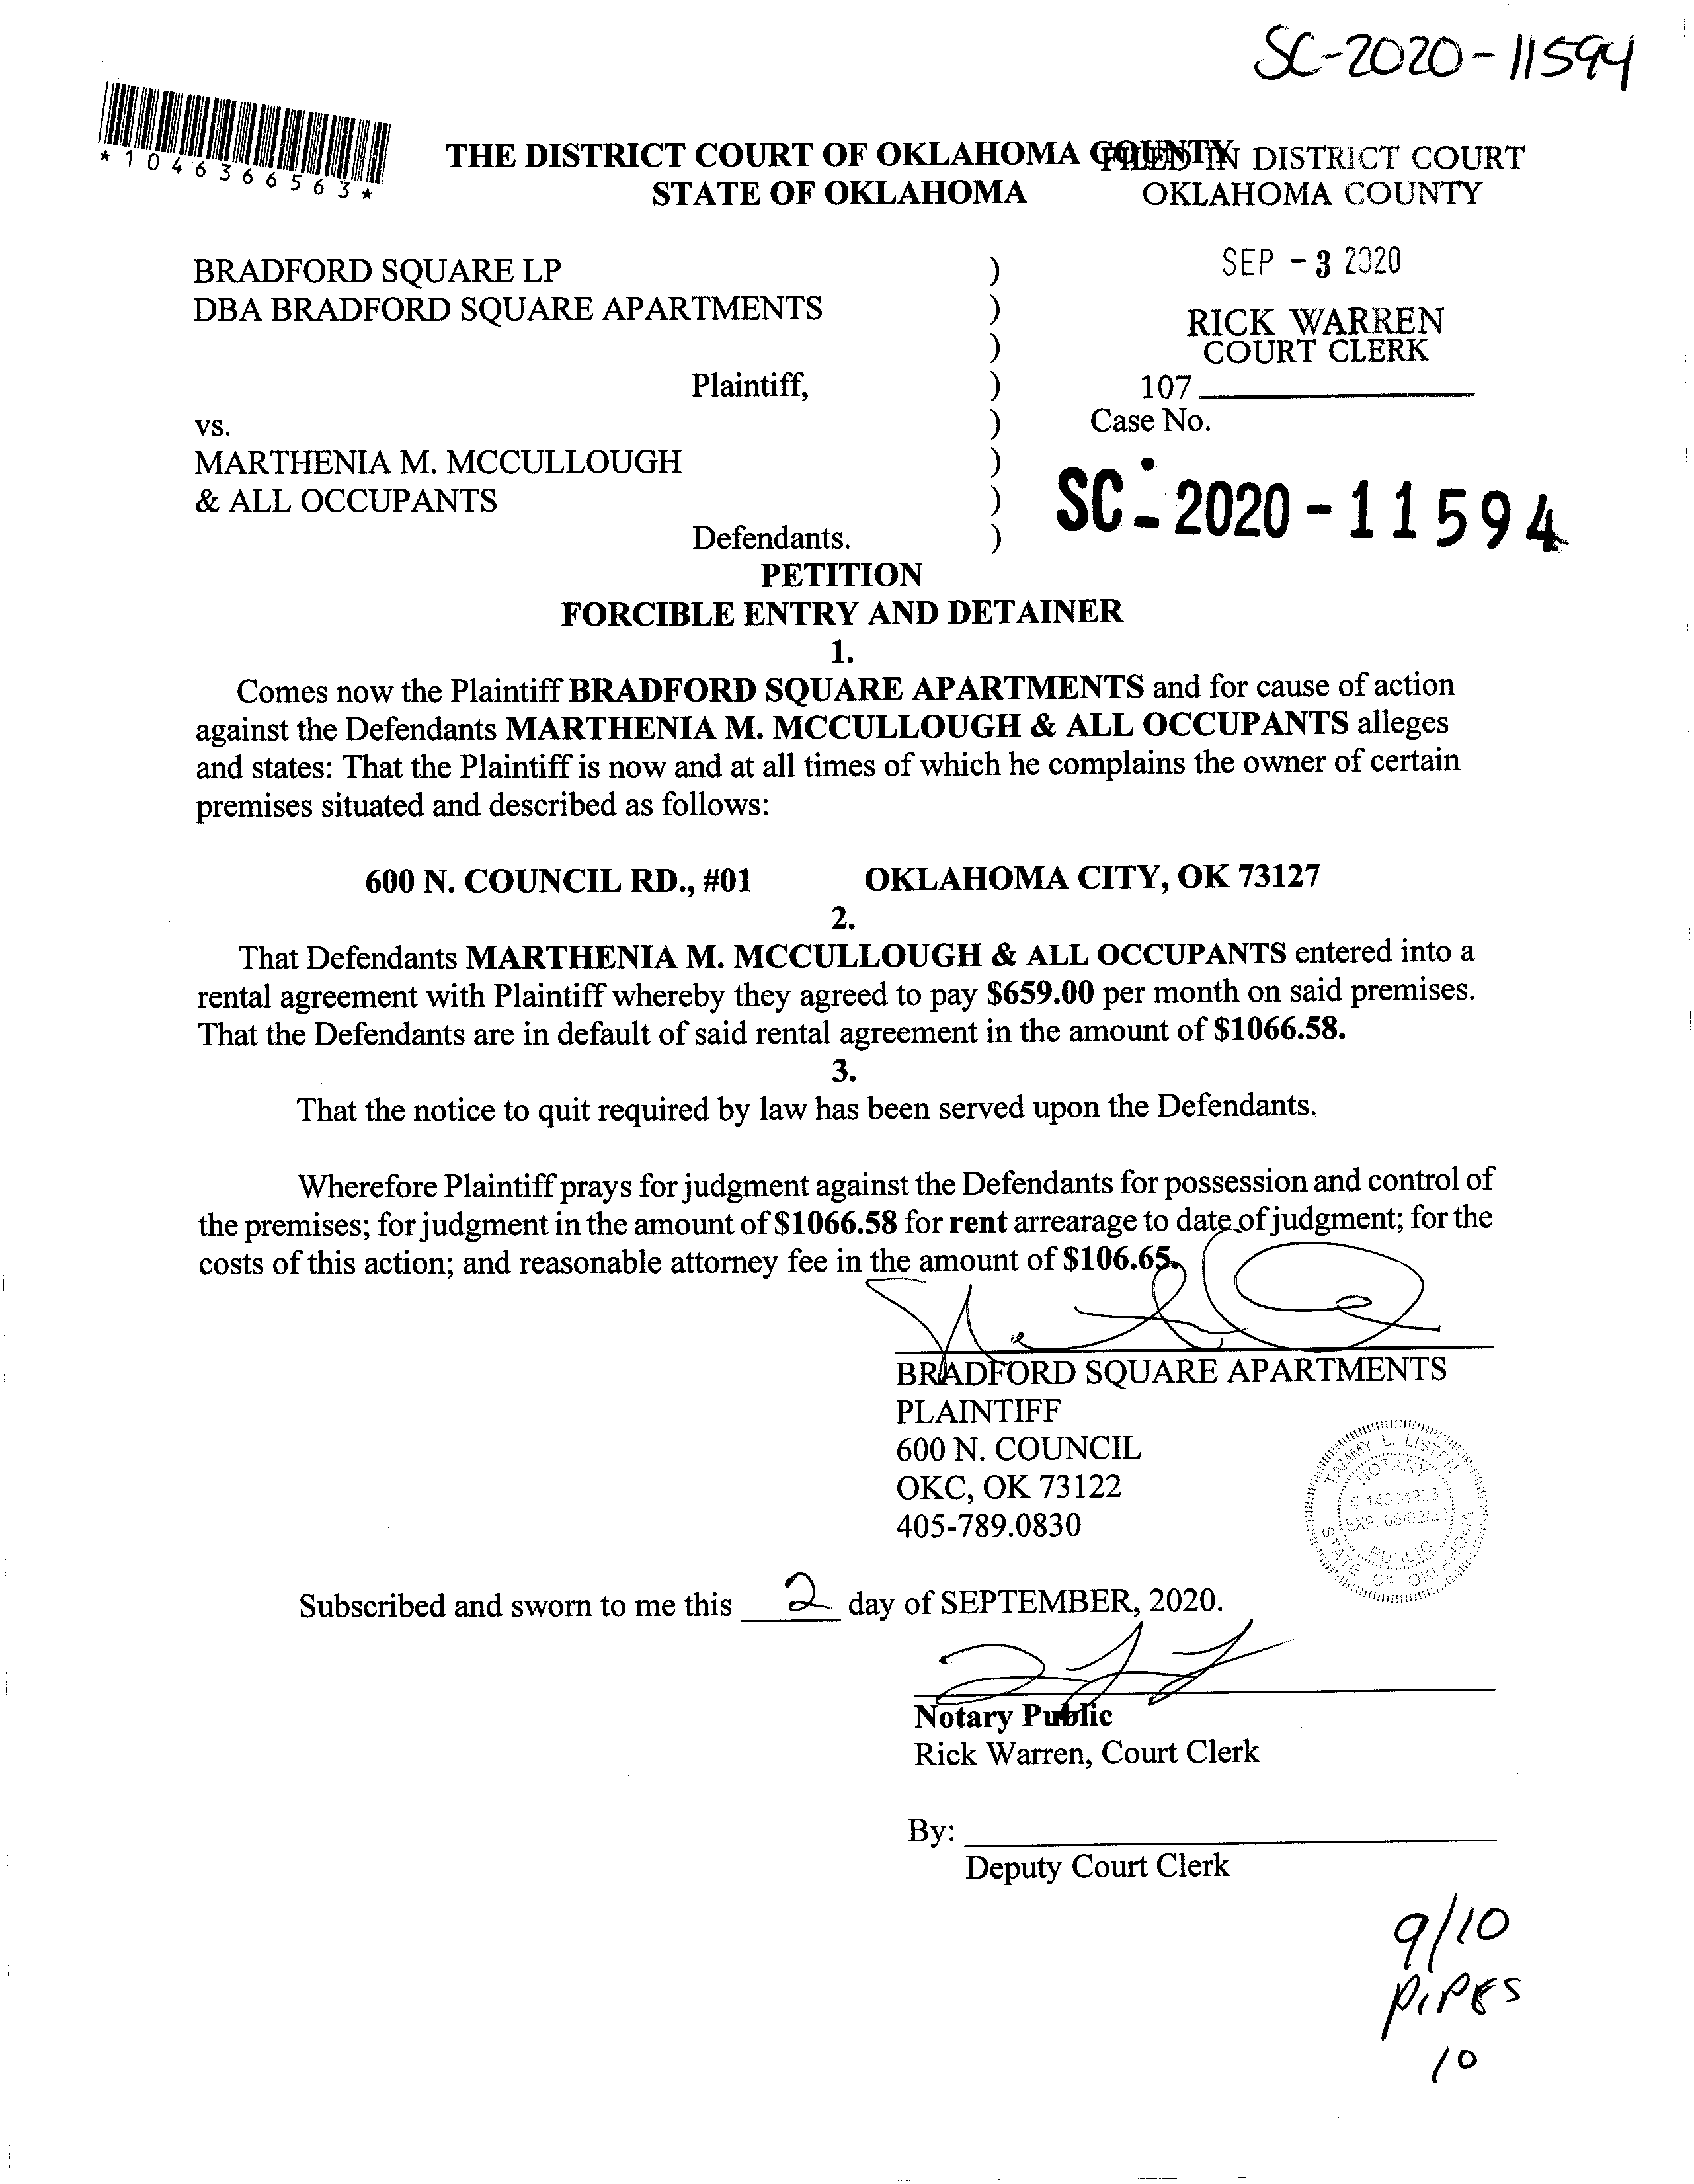 SC-2020-11594
*1046366563*
THE DISTRICT COURT OF OKLAHOMA COUNTY
STATE OF OKLAHOMA
FILED IN DISTRICT COURT
OKLAHOMA COUNTY
SEP - 3 2020
RICK WARREN
COURT CLERK
107
BRADFORD SQUARE LP )
DBA BRADFORD SQUARE APARTMENTS )
)
Plaintiff, )
vs. ) Case No.
MARTHENIA M. MCCULLOUGH )
& ALL OCCUPANTS ) SC-2020-11594
Defendants. )
PETITION
FORCIBLE ENTRY AND DETAINER
1.
Comes now the Plaintiff BRADFORD SQUARE APARTMENTS and for cause of action
against the Defendants MARTHENIA M. MCCULLOUGH & ALL OCCUPANTS alleges
and states: That the Plaintiff is now and at all times of which he complains the owner of certain
premises situated and described as follows:
600 N. COUNCIL RD., #01 OKLAHOMA CITY, OK 73127
2.
That Defendants MARTHENIA M. MCCULLOUGH & ALL OCCUPANTS entered into a
rental agreement with Plaintiff whereby they agreed to pay $659.00 per month on said premises.
That the Defendants are in default of said rental agreement in the amount of $1066.58.
3.
That the notice to quit required by law has been served upon the Defendants.
Wherefore Plaintiff prays for judgment against the Defendants for possession and control of
the premises; for judgment in the amount of $1066.58 for rent arrearage to date of judgment; for the
costs of this action; and reasonable attorney fee in the amount of $106.65.
BRADFORD SQUARE APARTMENTS
PLAINTIFF
600 N. COUNCIL
OKC, OK 73122
405-789.0830
TAMMY L. LISTEN
NOTARY
# 14004923
PUBLIC
STATE OF OKLAHOMA
Subscribed and sworn to me this 2 day of SEPTEMBER, 2020.
Notary Public
Rick Warren, Court Clerk
By:
Deputy Court Clerk
9/10
PIPES
10